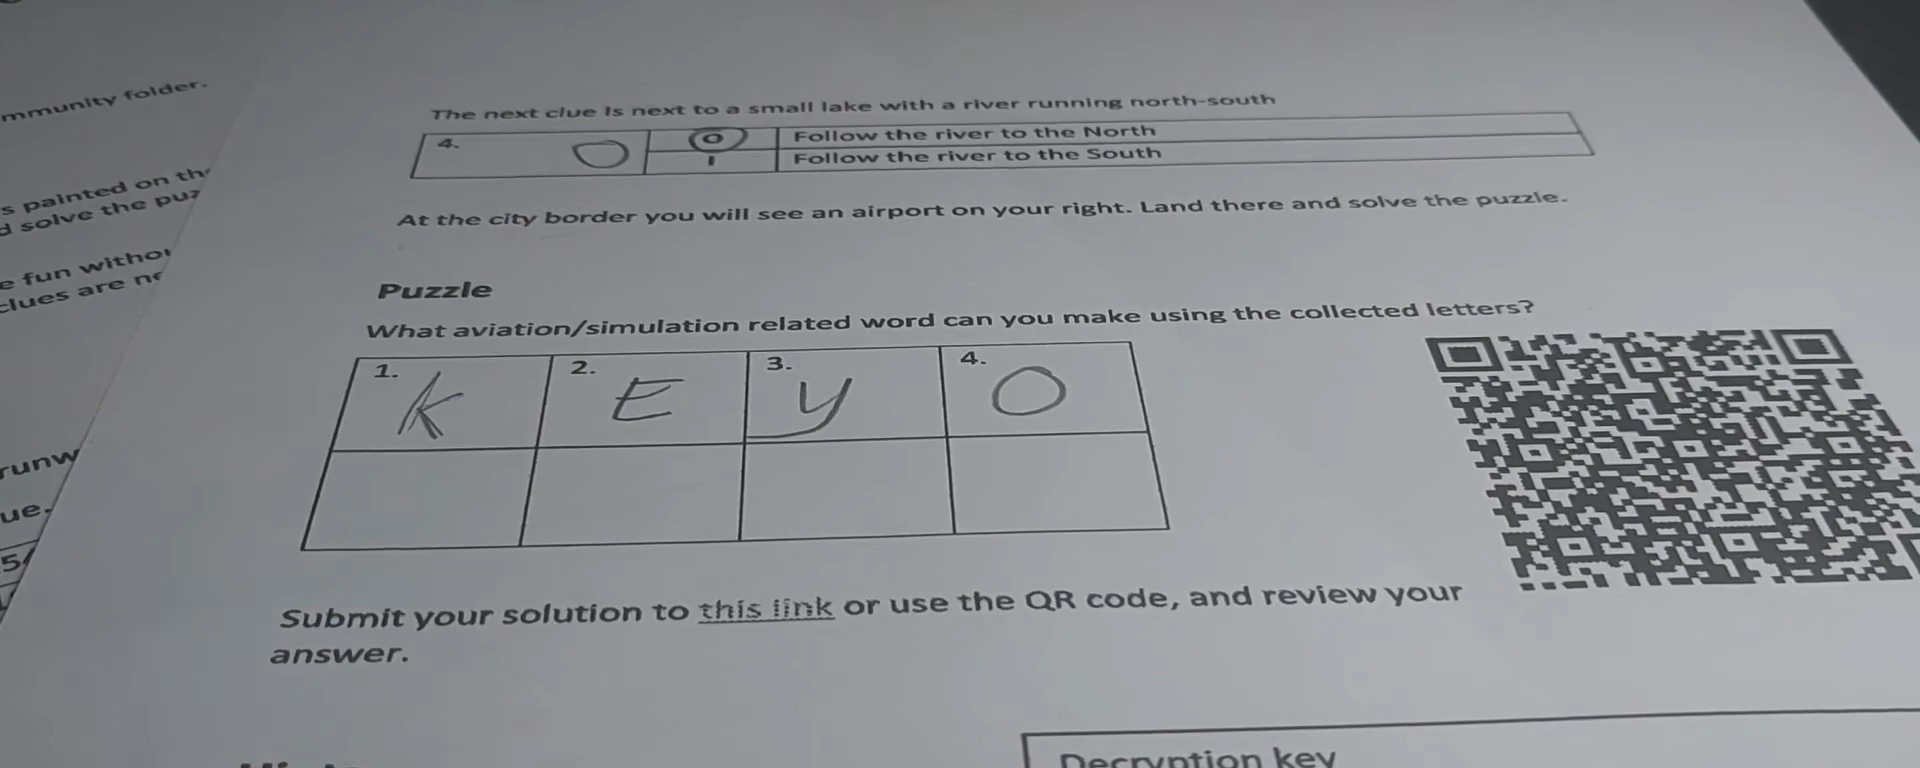 mmunity folder.
s painted on th
d solve the puz
e fun withou
clues are no
runw
ue.
The next clue is next to a small lake with a river running north-south
4. O O Follow the river to the North
1 Follow the river to the South
At the city border you will see an airport on your right. Land there and solve the puzzle.
Puzzle
What aviation/simulation related word can you make using the collected letters?
1. K 2. E 3. Y 4. O
Submit your solution to this link or use the QR code, and review your
answer.
Decryption key